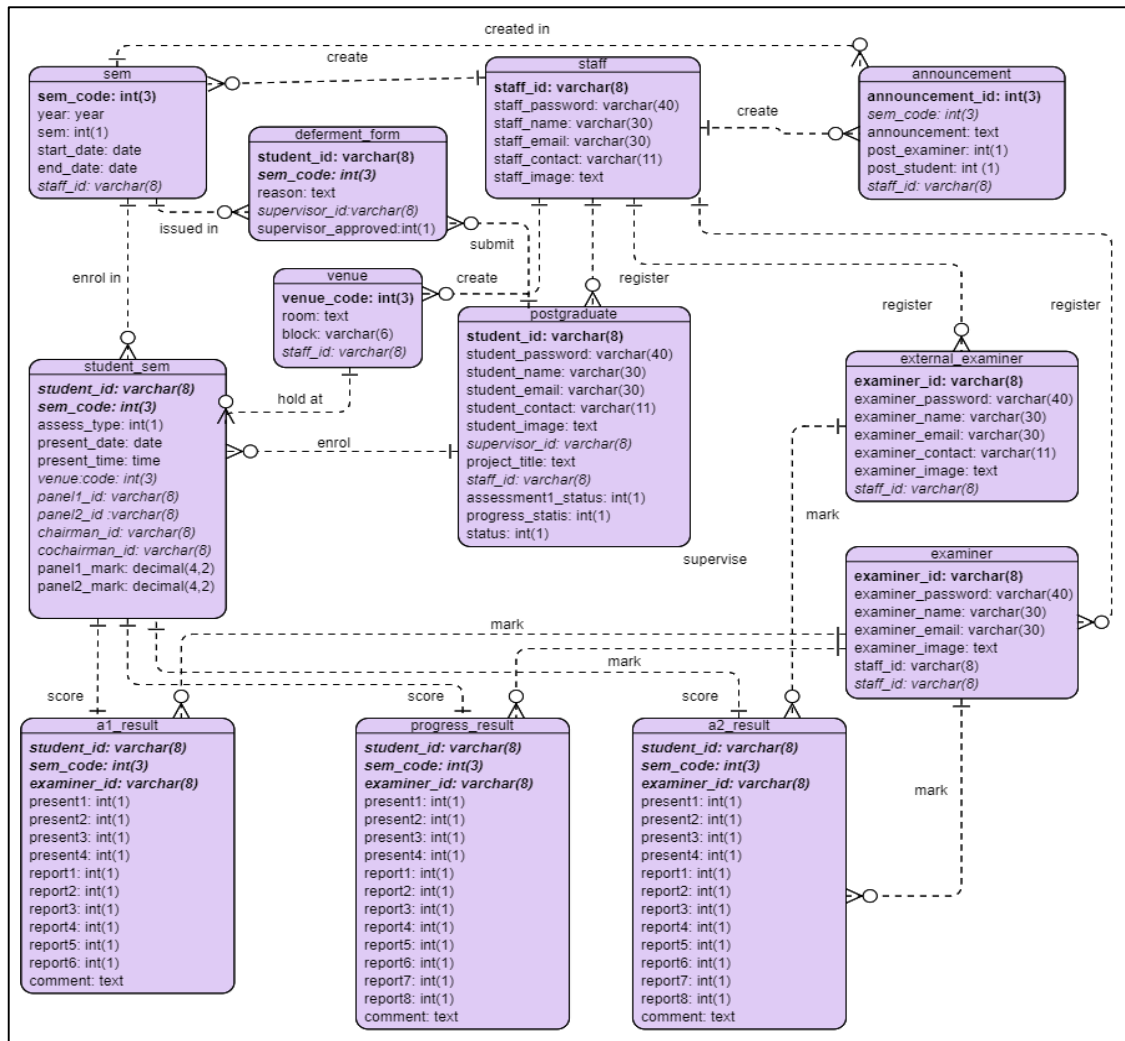 created in
create
sem
sem_code: int(3)
year: year
sem: int(1)
start_date: date
end_date: date
staff_id: varchar(8)
staff
staff_id: varchar(8)
staff_password: varchar(40)
staff_name: varchar(30)
staff_email: varchar(30)
staff_contact: varchar(11)
staff_image: text
create
announcement
announcement_id: int(3)
sem_code: int(3)
announcement: text
post_examiner: int(1)
post_student: int (1)
staff_id: varchar(8)
deferment_form
student_id: varchar(8)
sem_code: int(3)
reason: text
supervisor_id:varchar(8)
supervisor_approved:int(1)
issued in
submit
enrol in
venue
venue_code: int(3)
room: text
block: varchar(6)
staff_id: varchar(8)
create
register
register
register
postgraduate
student_id: varchar(8)
student_password: varchar(40)
student_name: varchar(30)
student_email: varchar(30)
student_contact: varchar(11)
student_image: text
supervisor_id: varchar(8)
project_title: text
staff_id: varchar(8)
assessment1_status: int(1)
progress_statis: int(1)
status: int(1)
student_sem
student_id: varchar(8)
sem_code: int(3)
assess_type: int(1)
present_date: date
present_time: time
venue:code: int(3)
panel1_id: varchar(8)
panel2_id :varchar(8)
chairman_id: varchar(8)
cochairman_id: varchar(8)
panel1_mark: decimal(4,2)
panel2_mark: decimal(4,2)
hold at
enrol
external_examiner
examiner_id: varchar(8)
examiner_password: varchar(40)
examiner_name: varchar(30)
examiner_email: varchar(30)
examiner_contact: varchar(11)
examiner_image: text
staff_id: varchar(8)
mark
supervise
examiner
examiner_id: varchar(8)
examiner_password: varchar(40)
examiner_name: varchar(30)
examiner_email: varchar(30)
examiner_image: text
staff_id: varchar(8)
staff_id: varchar(8)
mark
mark
score
score
score
a1_result
student_id: varchar(8)
sem_code: int(3)
examiner_id: varchar(8)
present1: int(1)
present2: int(1)
present3: int(1)
present4: int(1)
report1: int(1)
report2: int(1)
report3: int(1)
report4: int(1)
report5: int(1)
report6: int(1)
comment: text
progress_result
student_id: varchar(8)
sem_code: int(3)
examiner_id: varchar(8)
present1: int(1)
present2: int(1)
present3: int(1)
present4: int(1)
report1: int(1)
report2: int(1)
report3: int(1)
report4: int(1)
report5: int(1)
report6: int(1)
report7: int(1)
report8: int(1)
comment: text
a2_result
student_id: varchar(8)
sem_code: int(3)
examiner_id: varchar(8)
present1: int(1)
present2: int(1)
present3: int(1)
present4: int(1)
report1: int(1)
report2: int(1)
report3: int(1)
report4: int(1)
report5: int(1)
report6: int(1)
report7: int(1)
report8: int(1)
comment: text
mark